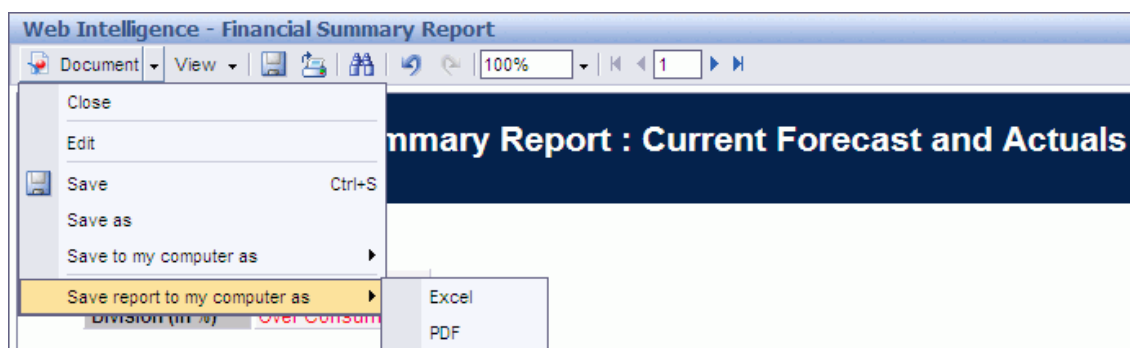 Web Intelligence - Financial Summary Report
Document View 100% 1
Close
mmary Report : Current Forecast and Actuals
Edit
Save Ctrl+S
Save as
Save to my computer as
Save report to my computer as Excel
Division (in %) Over Consum
PDF